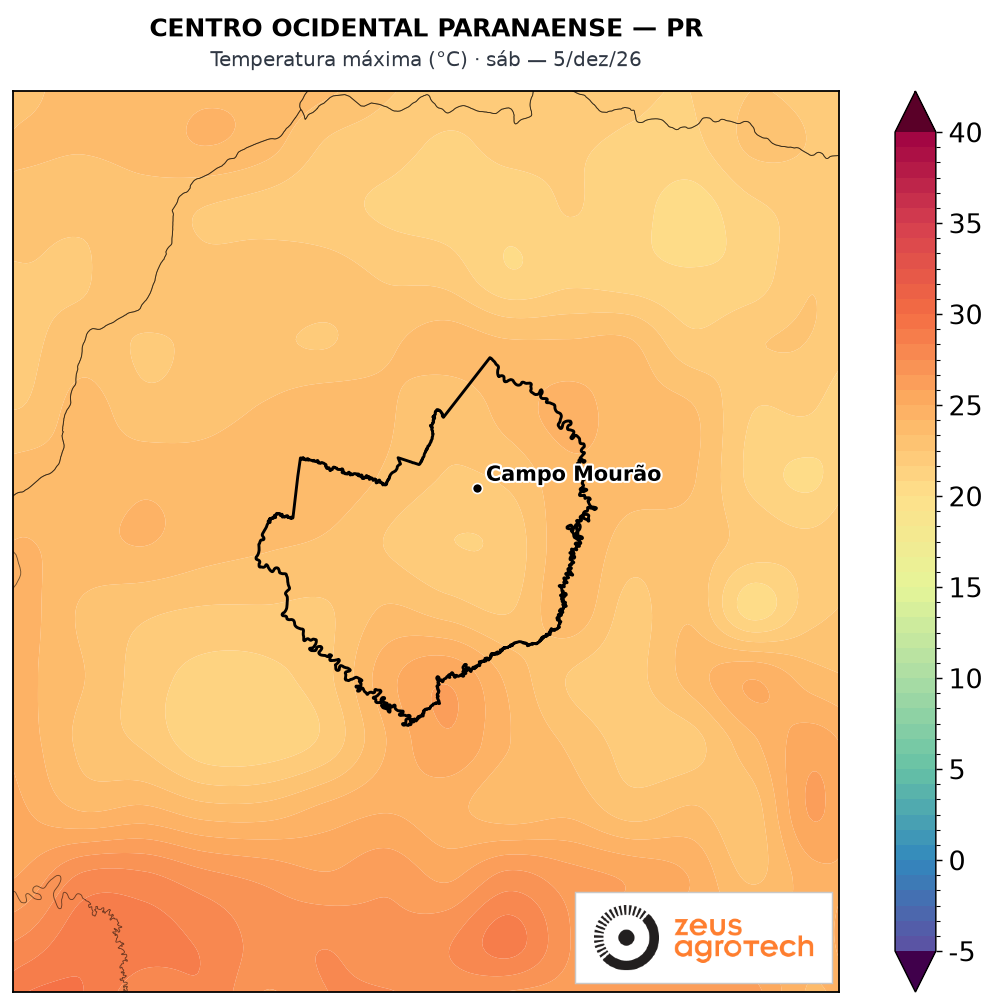 CENTRO OCIDENTAL PARANAENSE — PR
Temperatura máxima (°C) · sáb — 5/dez/26
40
35
30
25
20
15
10
5
0
-5
Campo Mourão
zeus
agrotech